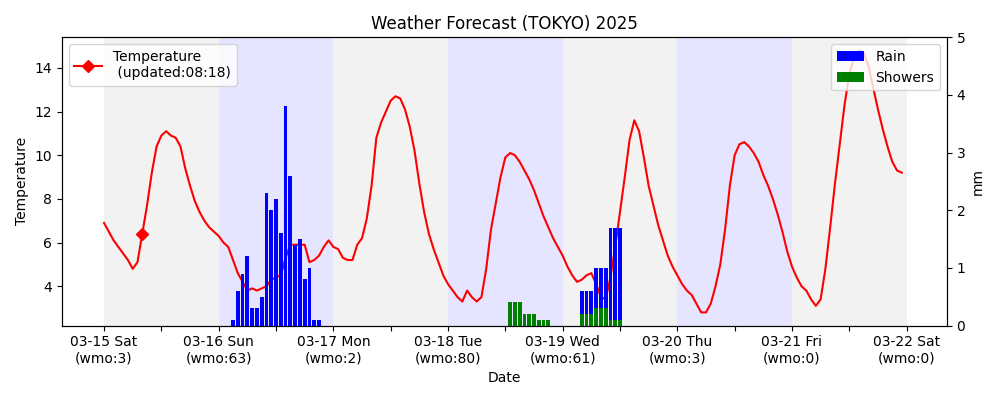 Weather Forecast (TOKYO) 2025
Temperature
(updated:08:18)
Rain
Showers
Temperature
14
12
10
8
6
4
5
4
3
2
1
0
mm
03-15 Sat
(wmo:3)
03-16 Sun
(wmo:63)
03-17 Mon
(wmo:2)
03-18 Tue
(wmo:80)
03-19 Wed
(wmo:61)
03-20 Thu
(wmo:3)
03-21 Fri
(wmo:0)
03-22 Sat
(wmo:0)
Date